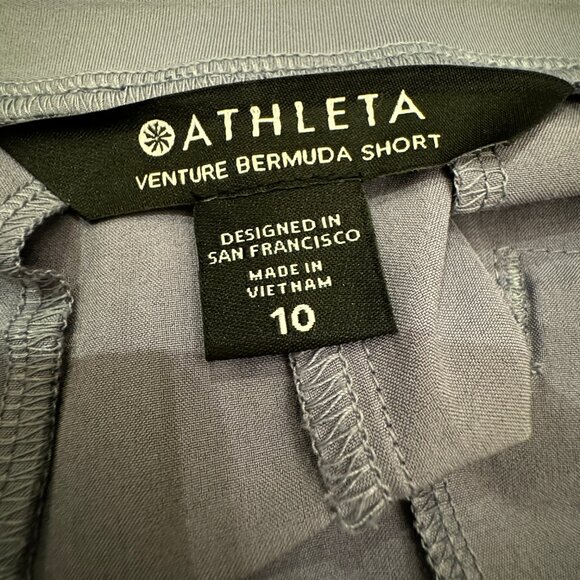 ATHLETA
VENTURE BERMUDA SHORT
DESIGNED IN
SAN FRANCISCO
MADE IN
VIETNAM
10